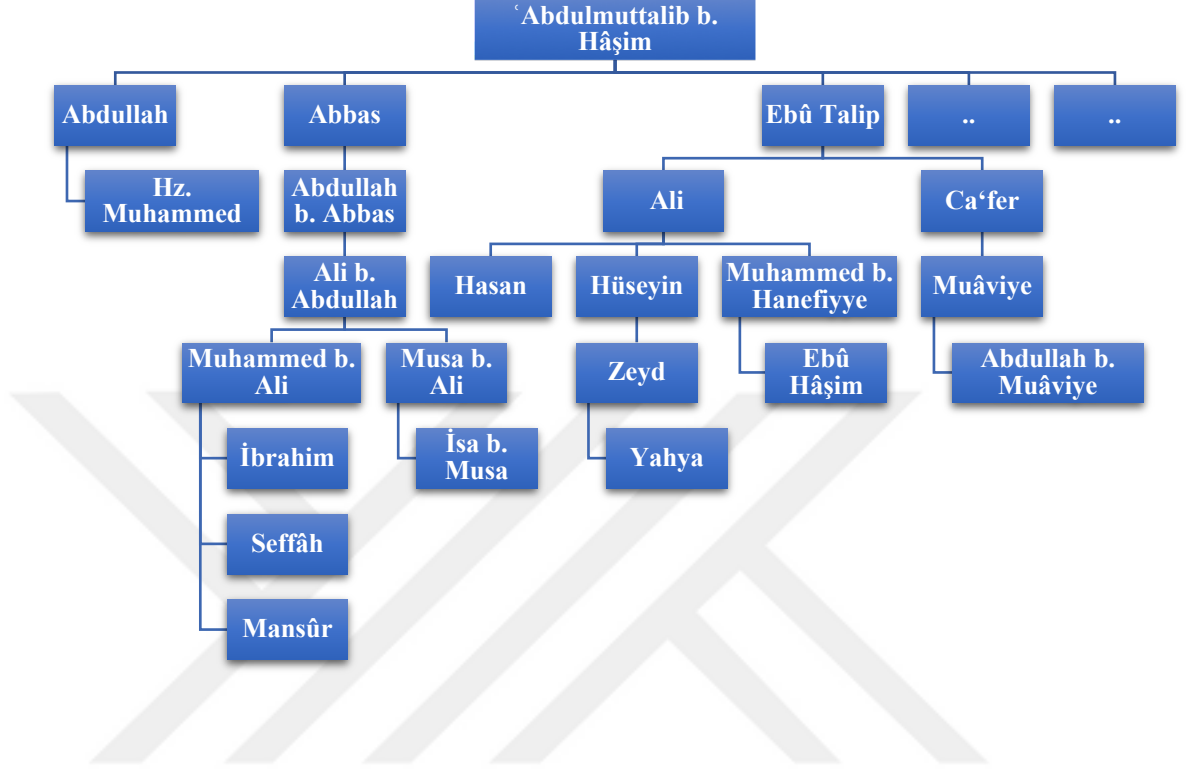 ʿAbdulmuttalib b.
Hâşim
Abdullah
Abbas
Ebû Talip
..
..
Hz.
Muhammed
Abdullah
b. Abbas
Ali
Ca‘fer
Ali b.
Abdullah
Hasan
Hüseyin
Muhammed b.
Hanefiyye
Muâviye
Muhammed b.
Ali
Musa b.
Ali
Zeyd
Ebû
Hâşim
Abdullah b.
Muâviye
İbrahim
İsa b.
Musa
Yahya
Seffâh
Mansûr